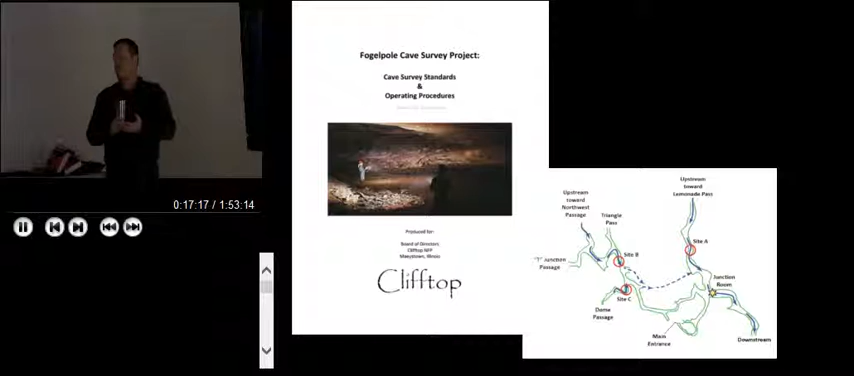 0:17:17 / 1:53:14
Fogelpole Cave Survey Project:
Cave Survey Standards
&
Operating Procedures
Prepared for:
Board of Directors
Clifftop NFP
Maeystown, Illinois
Clifftop
Upstream
toward
Lemonade Pass
Upstream
toward
Northwest
Passage
Triangle
Pass
Site A
Site B
"T" Junction
Passage
Junction
Room
Site C
Dome
Passage
Main
Entrance
Downstream